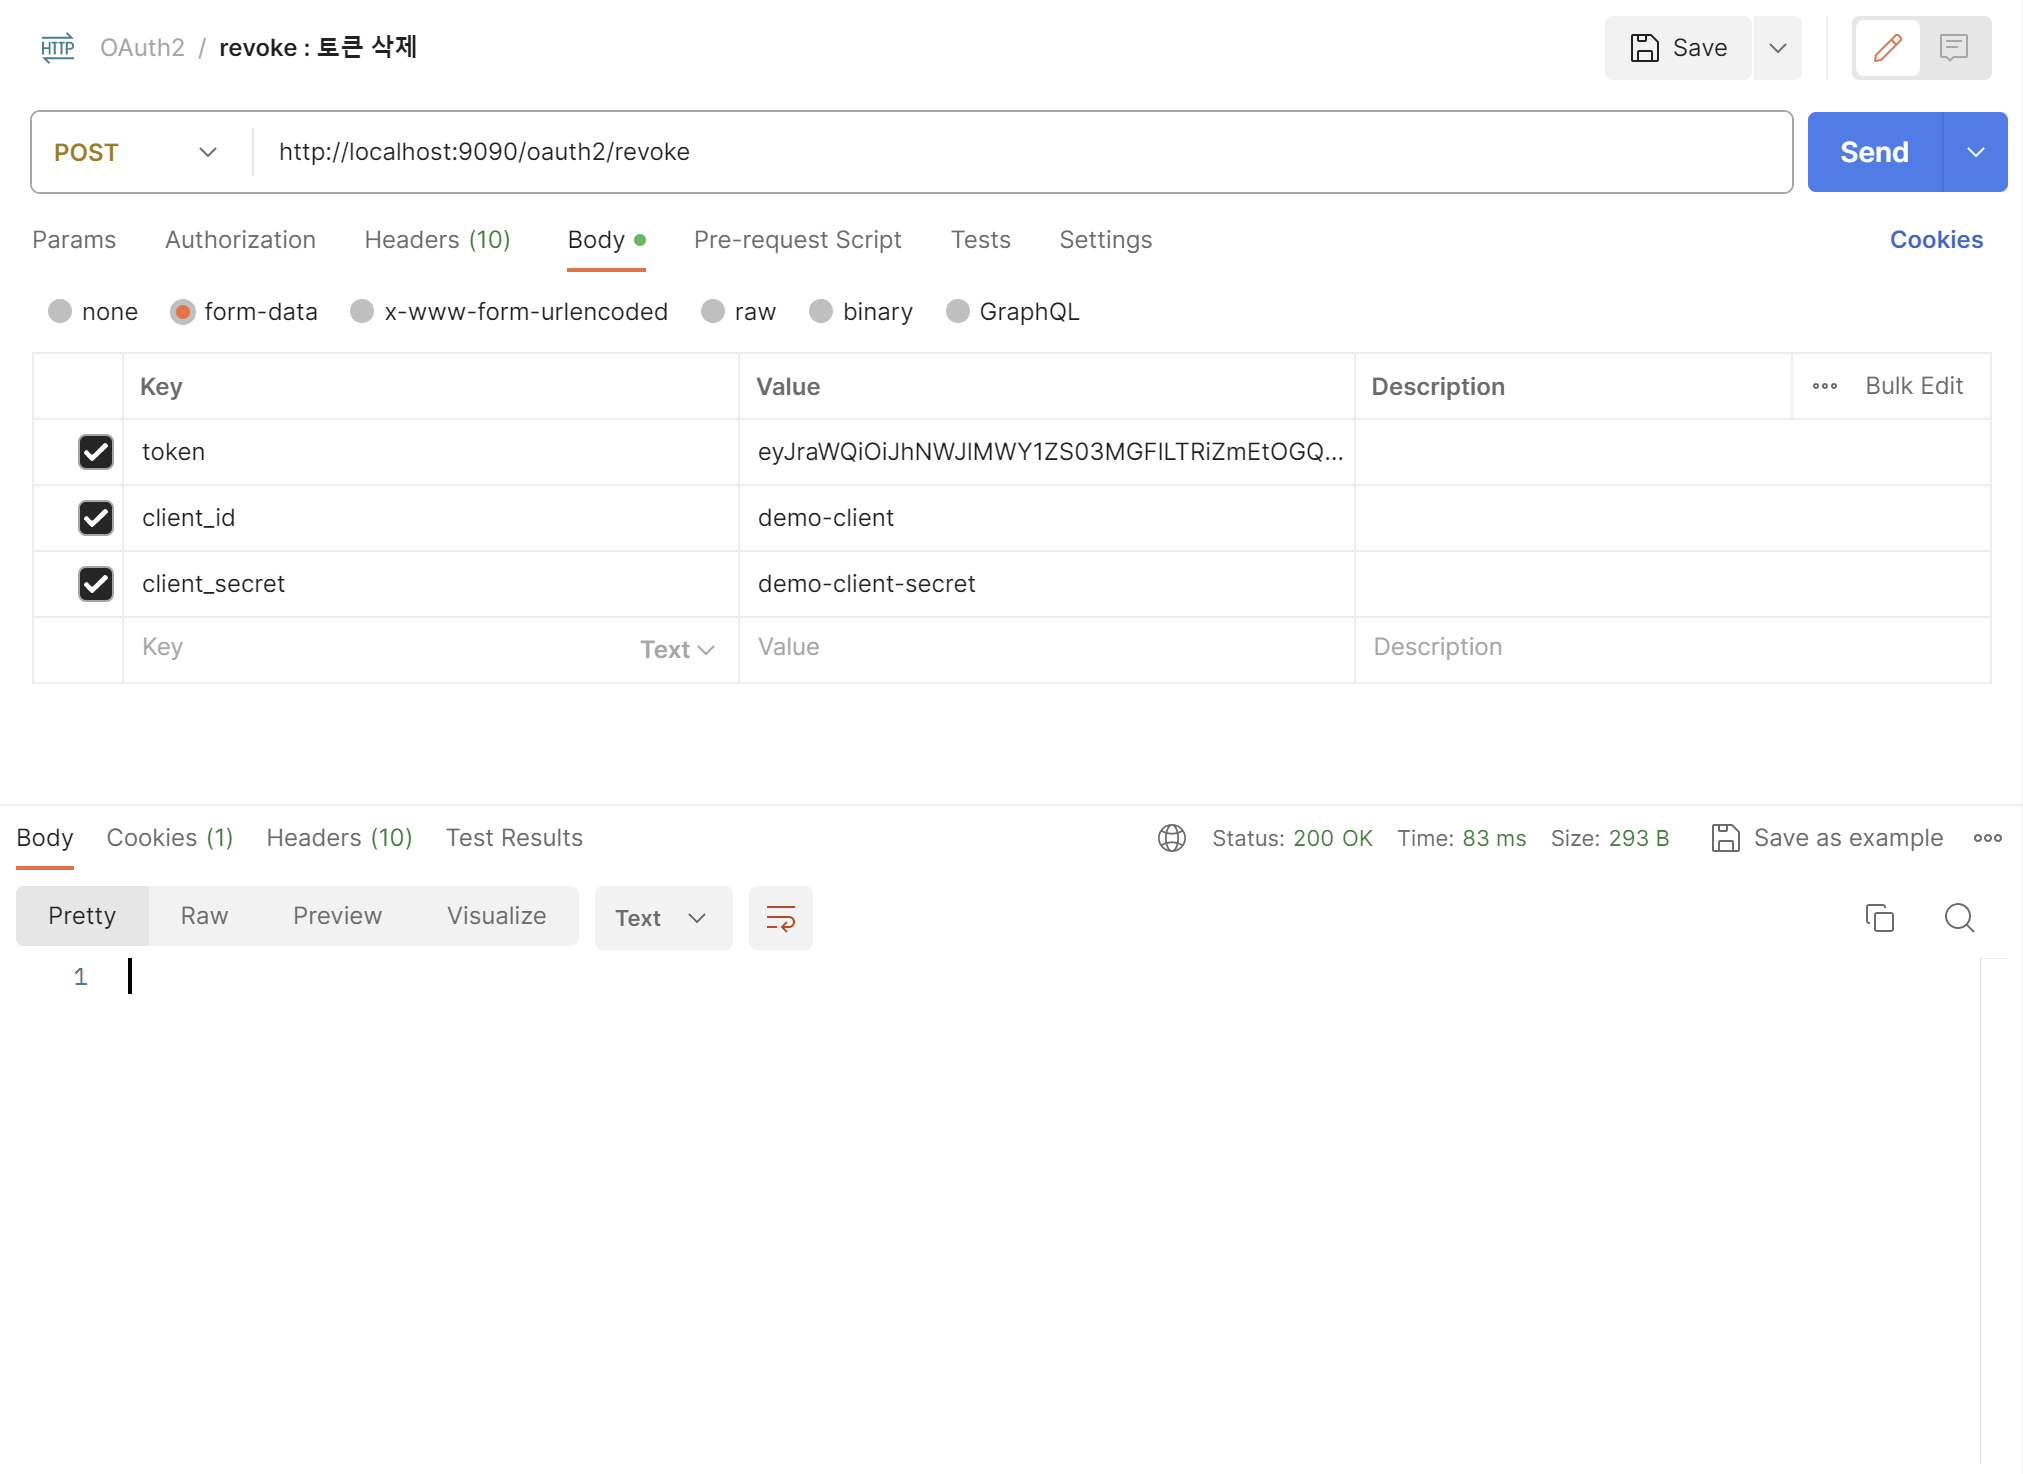 HTTP OAuth2 / revoke : 토큰 삭제 Save
POST http://localhost:9090/oauth2/revoke Send
Params Authorization Headers (10) Body Pre-request Script Tests Settings Cookies
none form-data x-www-form-urlencoded raw binary GraphQL
Key Value Description Bulk Edit
token eyJraWQiOiJhNWJlMWY1ZS03MGFlLTRiZmEtOGQ...
client_id demo-client
client_secret demo-client-secret
Key Text Value Description
Body Cookies (1) Headers (10) Test Results Status: 200 OK Time: 83 ms Size: 293 B Save as example
Pretty Raw Preview Visualize Text
1